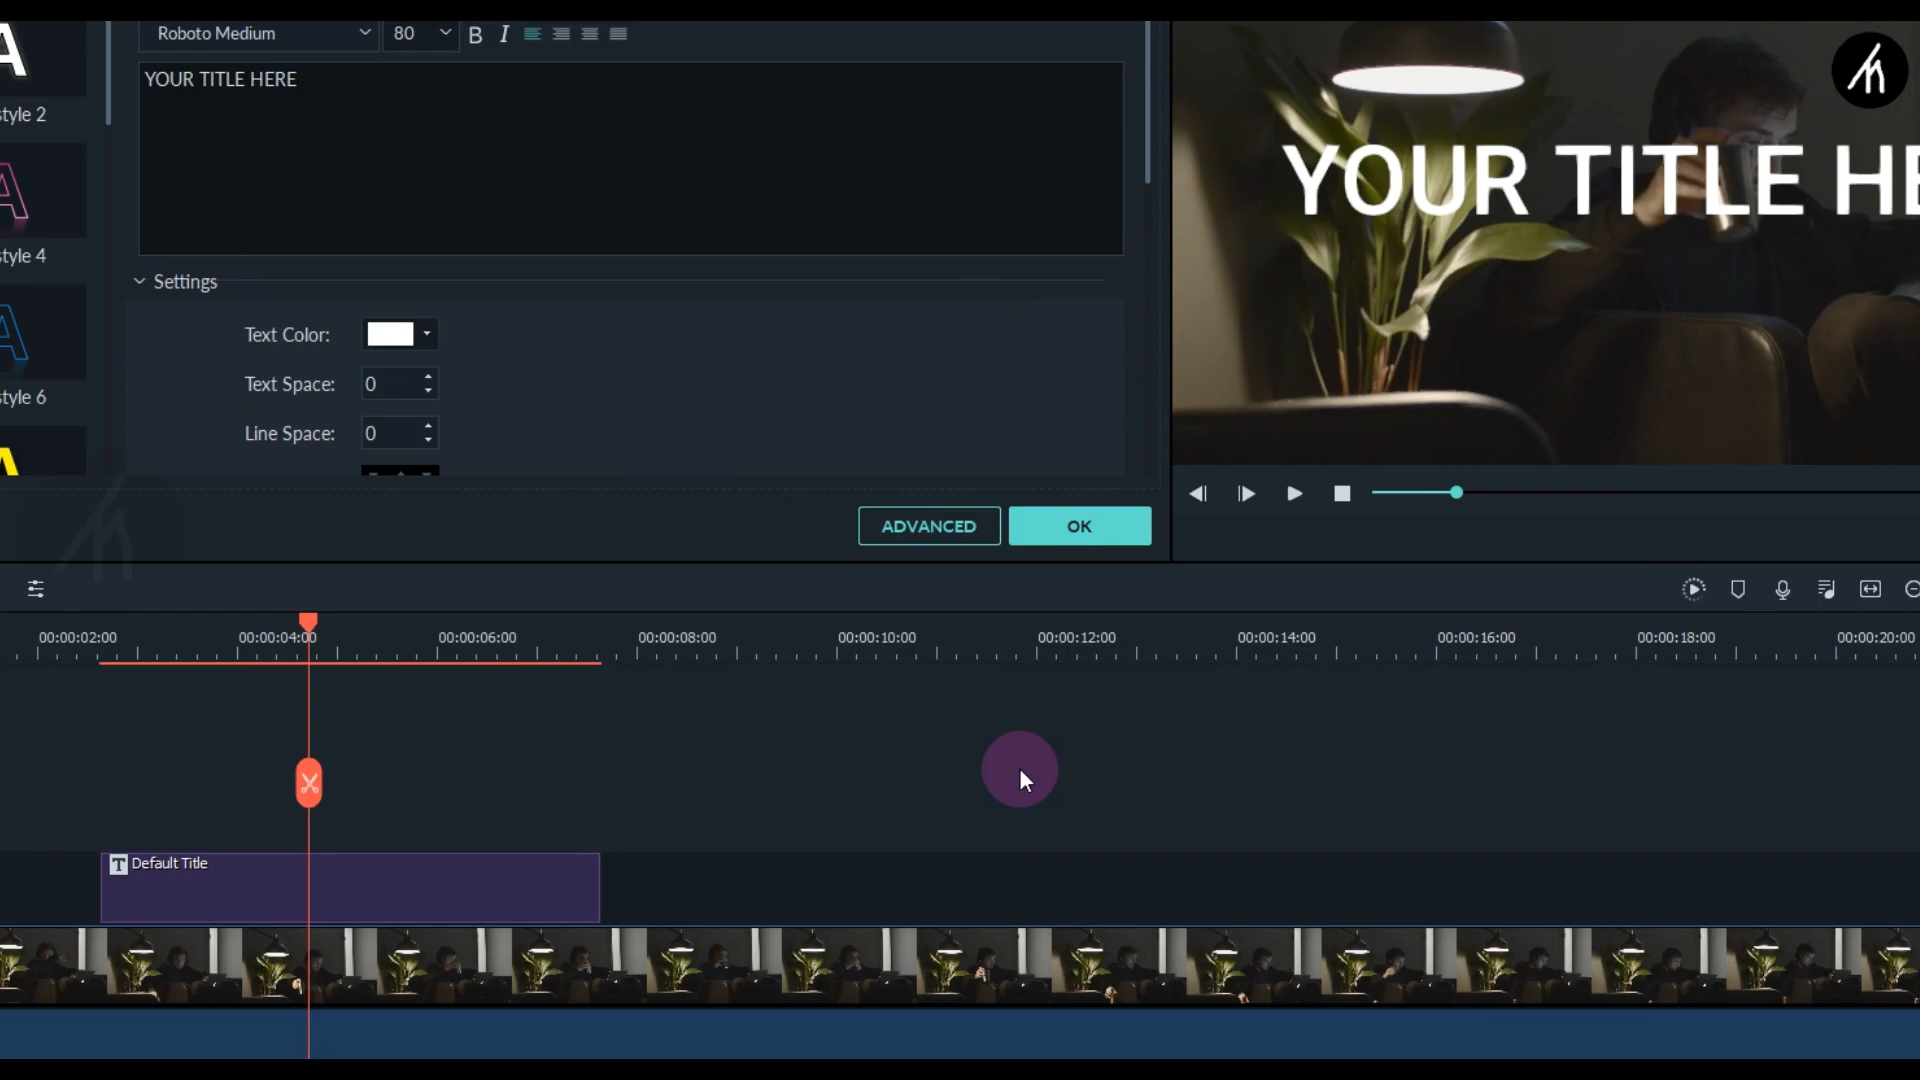 Roboto Medium 80 B I
YOUR TITLE HERE
style 2
style 4
style 6
Settings
Text Color:
Text Space: 0
Line Space: 0
ADVANCED OK
YOUR TITLE HE
00:00:02:00 00:00:04:00 00:00:06:00 00:00:08:00 00:00:10:00 00:00:12:00 00:00:14:00 00:00:16:00 00:00:18:00 00:00:20:00
T Default Title